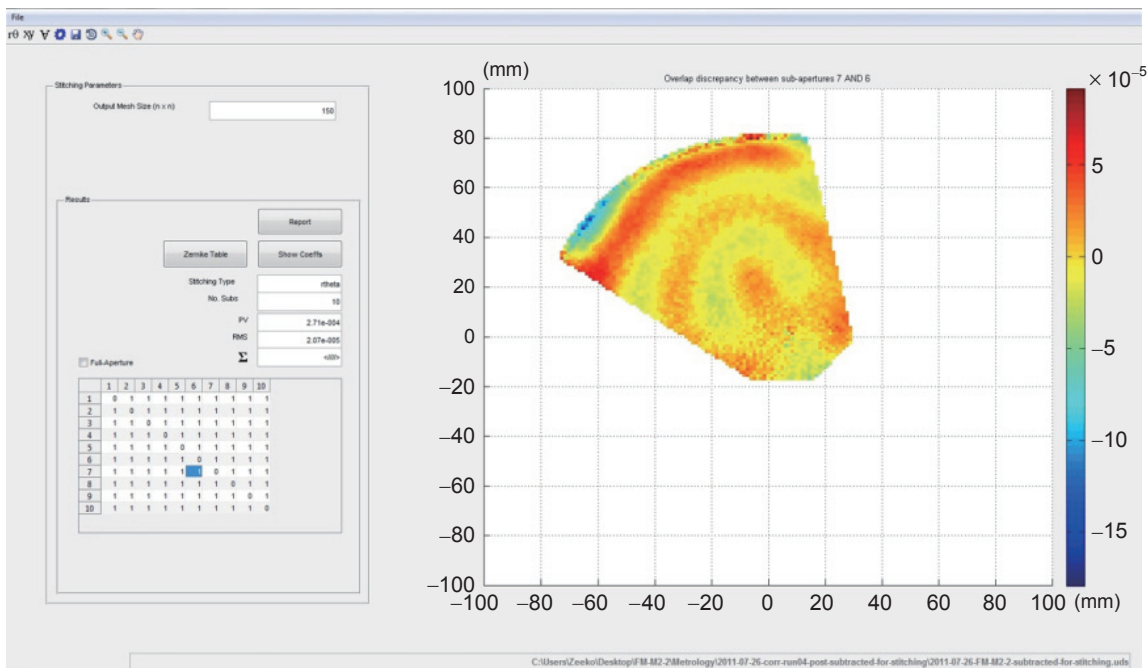 File
rθ xy ∀
Stitching Parameters
Output Mesh Size (n x n)
150
Results
Report
Zernike Table
Show Coeffs
Stitching Type
rtheta
No. Subs
10
PV
2.71e-004
RMS
2.07e-005
Σ
Full-Aperture
1 2 3 4 5 6 7 8 9 10
1 0 1 1 1 1 1 1 1 1 1
2 1 0 1 1 1 1 1 1 1 1
3 1 1 0 1 1 1 1 1 1 1
4 1 1 1 0 1 1 1 1 1 1
5 1 1 1 1 0 1 1 1 1 1
6 1 1 1 1 1 0 1 1 1 1
7 1 1 1 1 1 1 0 1 1 1
8 1 1 1 1 1 1 1 0 1 1
9 1 1 1 1 1 1 1 1 0 1
10 1 1 1 1 1 1 1 1 1 0
(mm)
Overlap discrepancy between sub-apertures 7 AND 6
100
80
60
40
20
0
−20
−40
−60
−80
−100
−100 −80 −60 −40 −20 0 20 40 60 80 100 (mm)
× 10−5
5
0
−5
−10
−15
C:\Users\Zeeko\Desktop\FM-M2-2\Metrology\2011-07-26-corr-run04-post-subtracted-for-stitching\2011-07-26-FM-M2-2-subtracted-for-stitching.uds